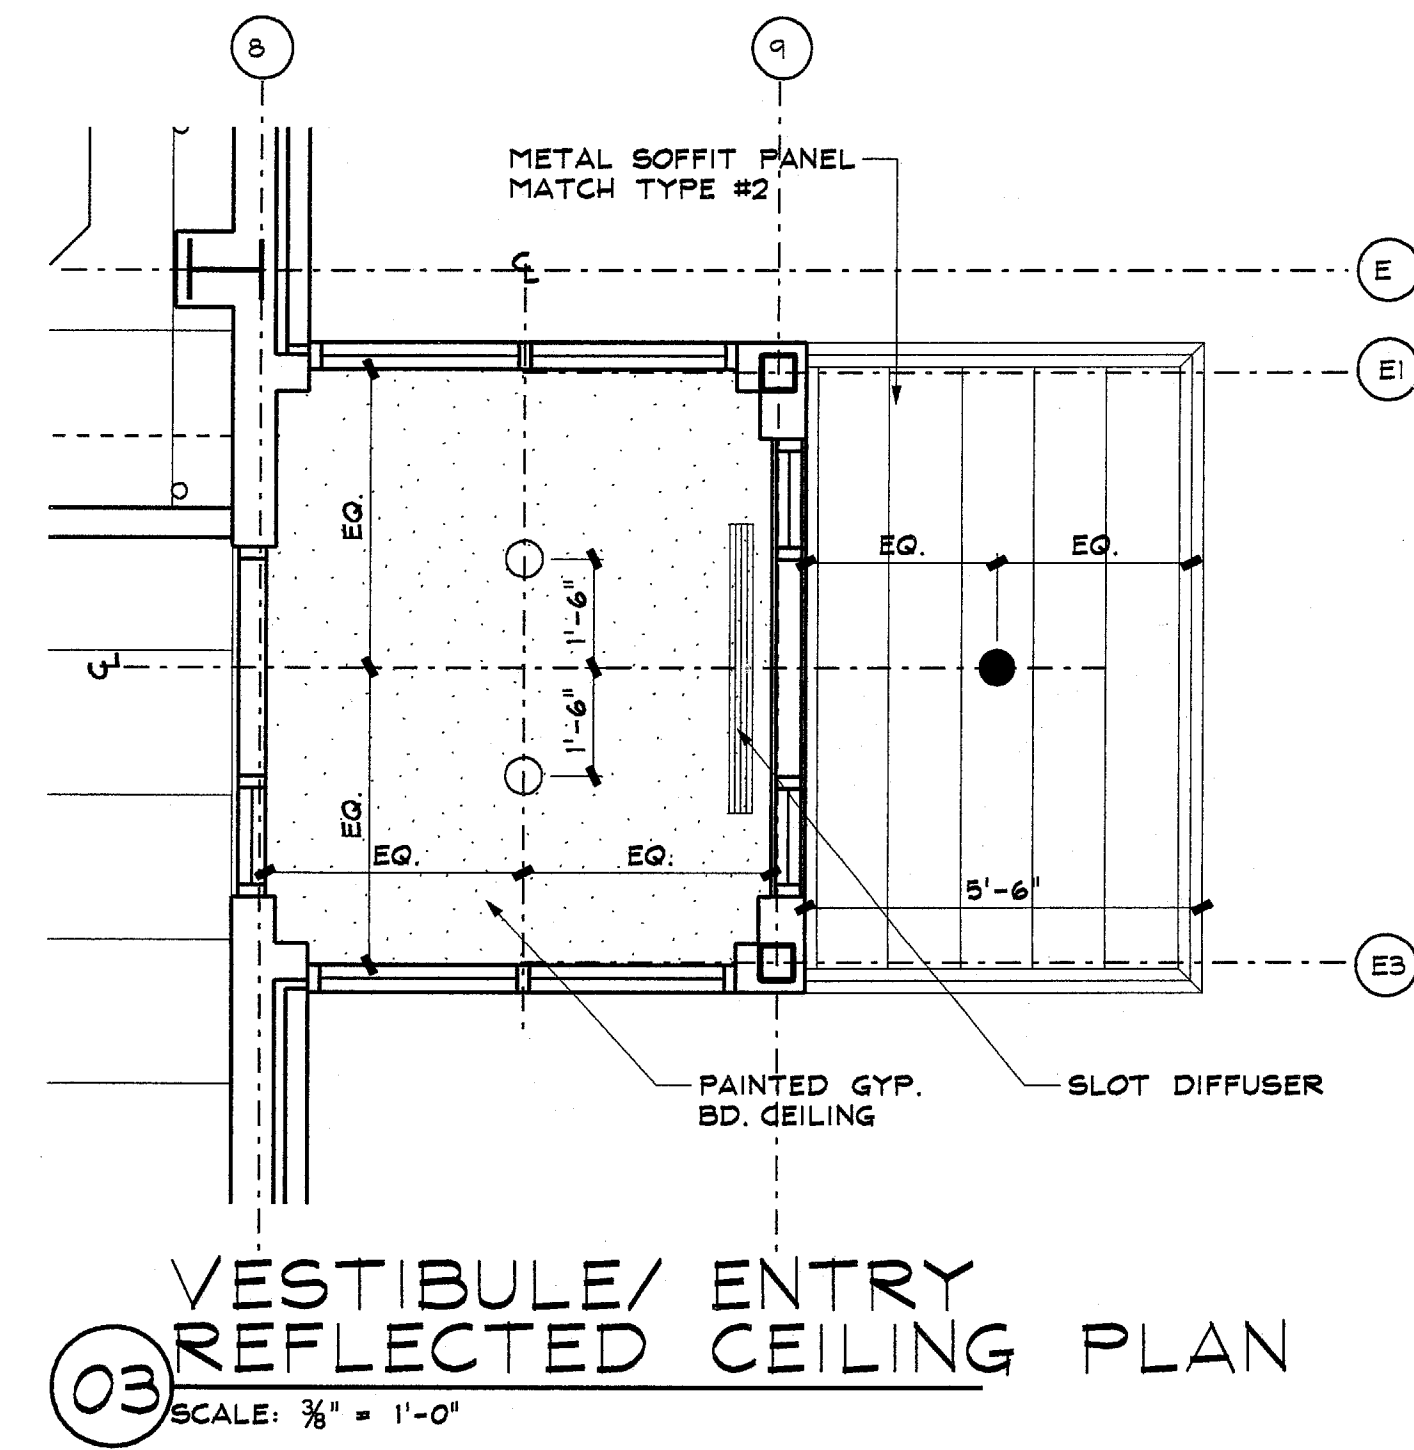 8
9
METAL SOFFIT PANEL
MATCH TYPE #2
E
℄
E1
EQ.
EQ.
EQ.
1'-6"
℄
1'-6"
EQ.
EQ.
EQ.
5'-6"
E3
PAINTED GYP.
BD. CEILING
SLOT DIFFUSER
VESTIBULE/ ENTRY
REFLECTED CEILING PLAN
03
SCALE: 3/8" = 1'-0"